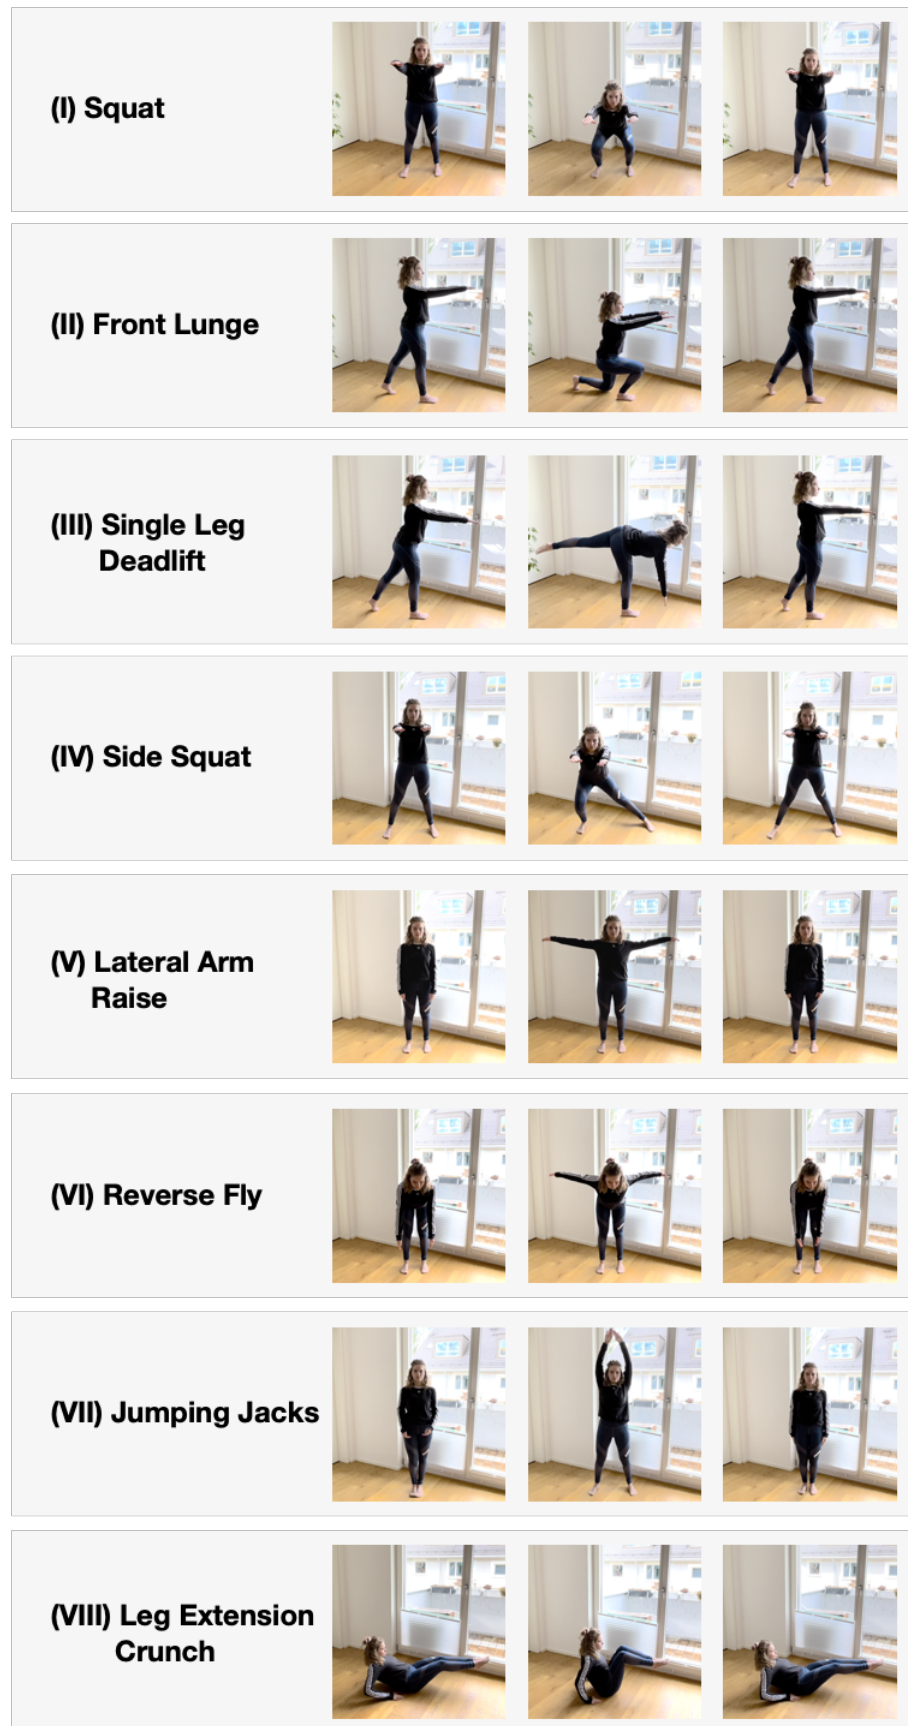 (I) Squat
(II) Front Lunge
(III) Single Leg
Deadlift
(IV) Side Squat
(V) Lateral Arm
Raise
(VI) Reverse Fly
(VII) Jumping Jacks
(VIII) Leg Extension
Crunch